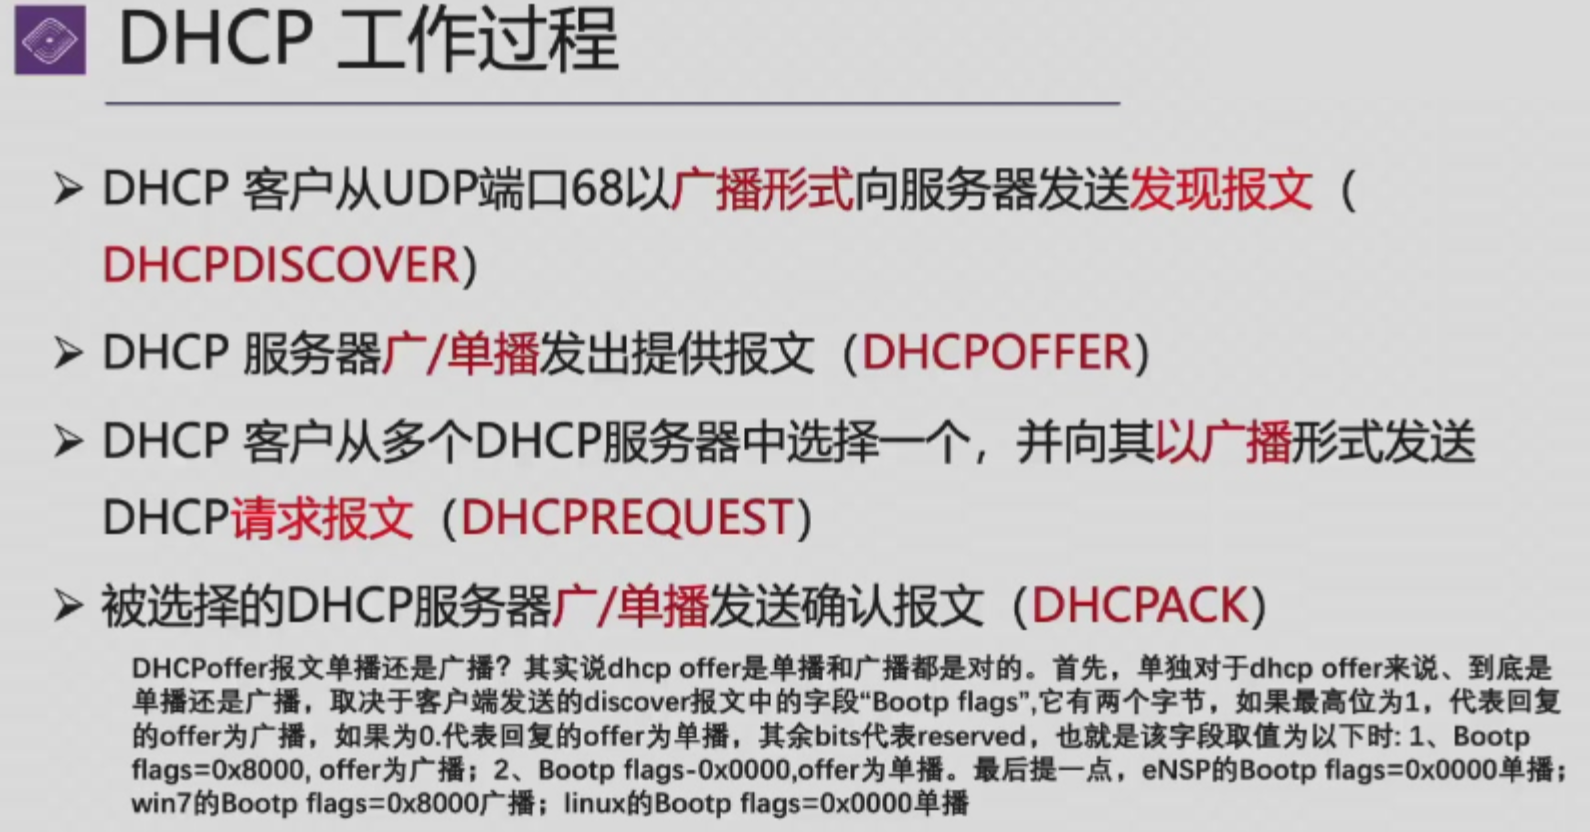 DHCP 工作过程
➢ DHCP 客户从UDP端口68以广播形式向服务器发送发现报文（
DHCPDISCOVER）
➢ DHCP 服务器广/单播发出提供报文（DHCPOFFER）
➢ DHCP 客户从多个DHCP服务器中选择一个，并向其以广播形式发送
DHCP请求报文（DHCPREQUEST）
➢ 被选择的DHCP服务器广/单播发送确认报文（DHCPACK）
DHCPoffer报文单播还是广播？其实说dhcp offer是单播和广播都是对的。首先，单独对于dhcp offer来说、到底是
单播还是广播，取决于客户端发送的discover报文中的字段“Bootp flags”,它有两个字节，如果最高位为1，代表回复
的offer为广播，如果为0.代表回复的offer为单播，其余bits代表reserved，也就是该字段取值为以下时: 1、Bootp
flags=0x8000, offer为广播；2、Bootp flags-0x0000,offer为单播。最后提一点，eNSP的Bootp flags=0x0000单播；
win7的Bootp flags=0x8000广播；linux的Bootp flags=0x0000单播